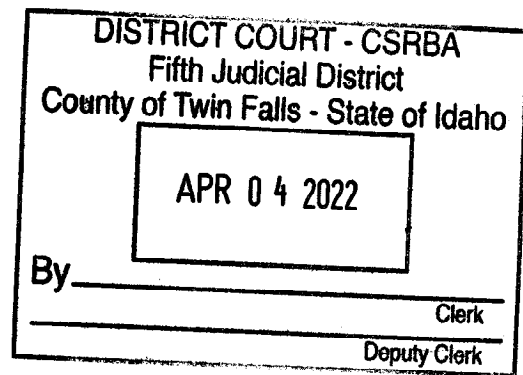 DISTRICT COURT - CSRBA
Fifth Judicial District
County of Twin Falls - State of Idaho
APR 04 2022
By
Clerk
Deputy Clerk